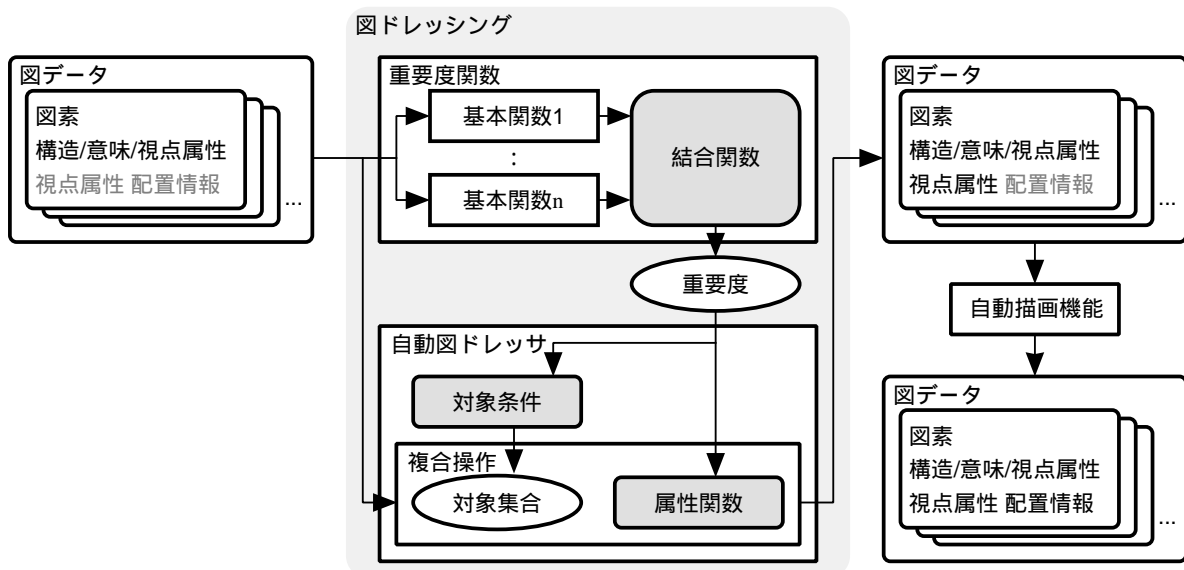 図ドレッシング
図データ
図素
構造/意味/視点属性
視点属性 配置情報
...
重要度関数
基本関数1
:
基本関数n
結合関数
重要度
自動図ドレッサ
対象条件
複合操作
対象集合
属性関数
図データ
図素
構造/意味/視点属性
視点属性 配置情報
...
自動描画機能
図データ
図素
構造/意味/視点属性
視点属性 配置情報
...